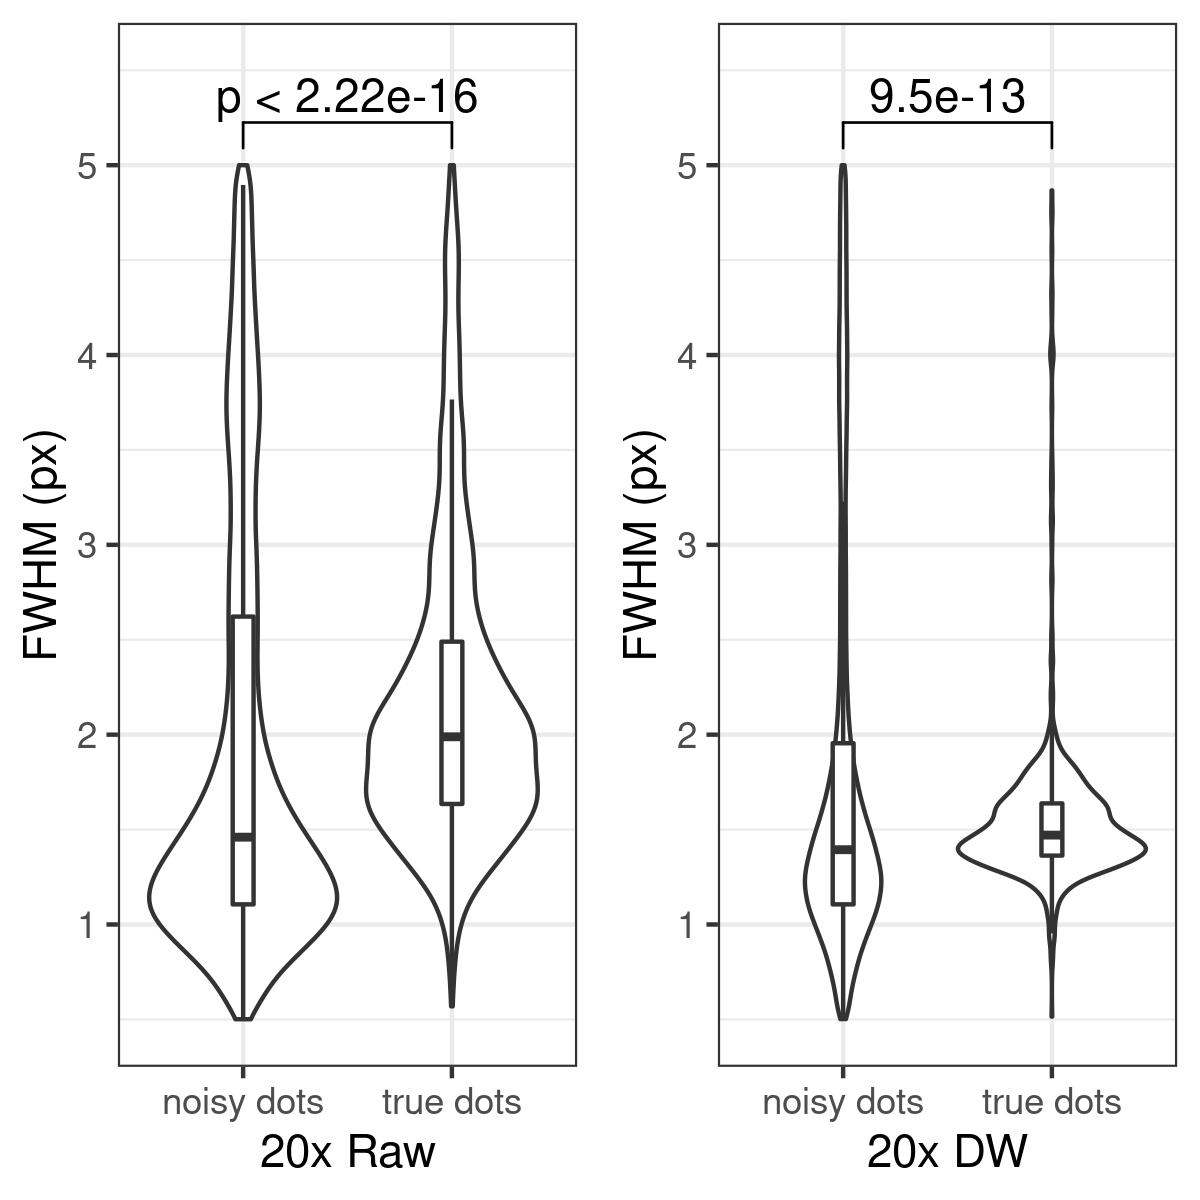 p < 2.22e-16
5
4
3
2
1
FWHM (px)
noisy dots
true dots
20x Raw
9.5e-13
5
4
3
2
1
FWHM (px)
noisy dots
true dots
20x DW